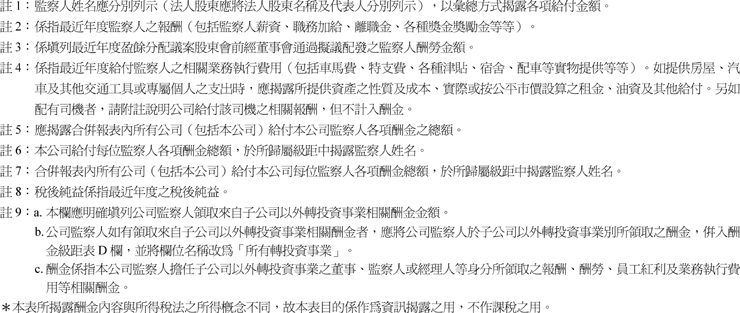 註 1：監察人姓名應分別列示（法人股東應將法人股東名稱及代表人分別列示），以彙總方式揭露各項給付金額。
註 2：係指最近年度監察人之報酬（包括監察人薪資、職務加給、離職金、各種獎金獎勵金等等）。
註 3：係填列最近年度盈餘分配議案股東會前經董事會通過擬議配發之監察人酬勞金額。
註 4：係指最近年度給付監察人之相關業務執行費用（包括車馬費、特支費、各種津貼、宿舍、配車等實物提供等等）。如提供房屋、汽
車及其他交通工具或專屬個人之支出時，應揭露所提供資產之性質及成本、實際或按公平市價設算之租金、油資及其他給付。另如
配有司機者，請附註說明公司給付該司機之相關報酬，但不計入酬金。
註 5：應揭露合併報表內所有公司（包括本公司）給付本公司監察人各項酬金之總額。
註 6：本公司給付每位監察人各項酬金總額，於所歸屬級距中揭露監察人姓名。
註 7：合併報表內所有公司（包括本公司）給付本公司每位監察人各項酬金總額，於所歸屬級距中揭露監察人姓名。
註 8：稅後純益係指最近年度之稅後純益。
註 9：a. 本欄應明確填列公司監察人領取來自子公司以外轉投資事業相關酬金金額。
b. 公司監察人如有領取來自子公司以外轉投資事業相關酬金者，應將公司監察人於子公司以外轉投資事業別所領取之酬金，併入酬
金級距表 D 欄，並將欄位名稱改為「所有轉投資事業」。
c. 酬金係指本公司監察人擔任子公司以外轉投資事業之董事、監察人或經理人等身分所領取之報酬、酬勞、員工紅利及業務執行費
用等相關酬金。
＊本表所揭露酬金內容與所得稅法之所得概念不同，故本表目的係作為資訊揭露之用，不作課稅之用。